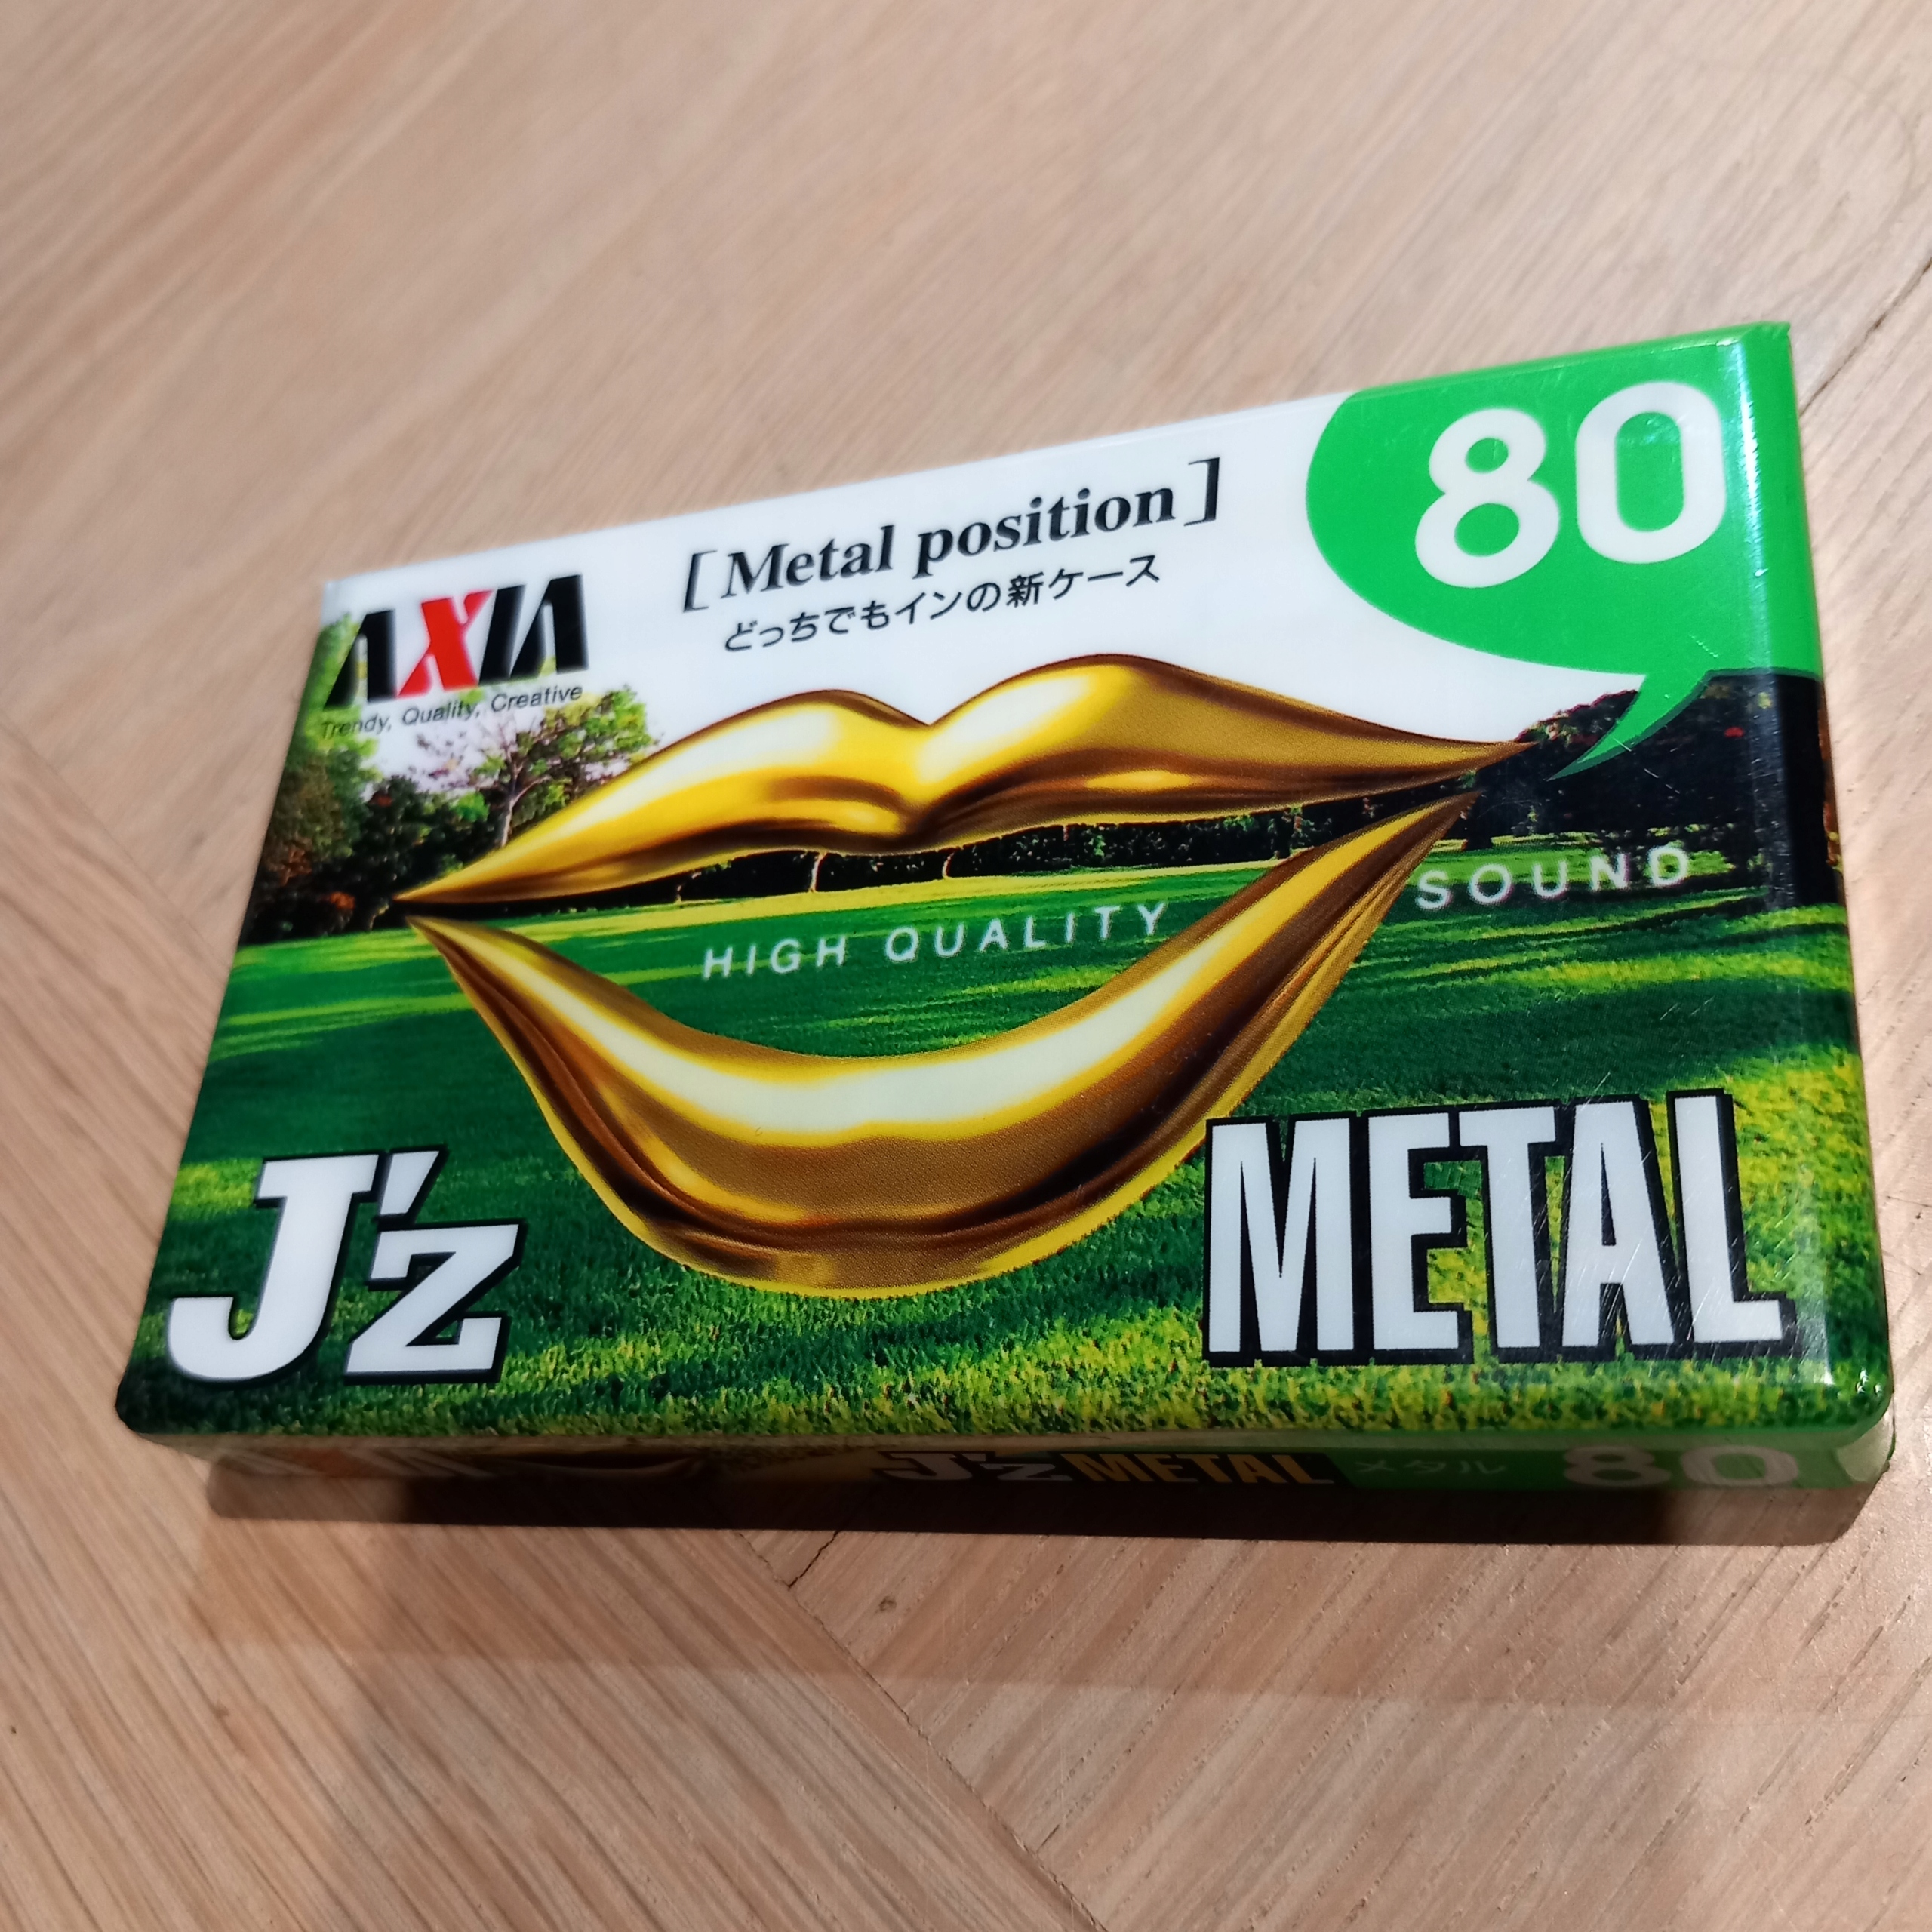 AXIA
Trendy, Quality, Creative
[Metal position]
どっちでもインの新ケース
80
HIGH QUALITY SOUND
J'z
METAL
J'z METAL メタル 80